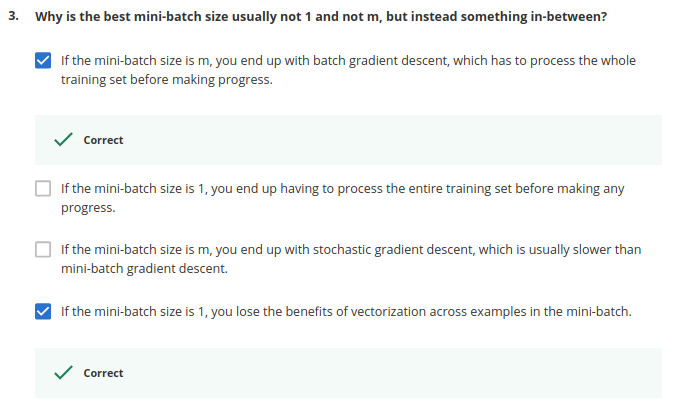 3. Why is the best mini-batch size usually not 1 and not m, but instead something in-between?
If the mini-batch size is m, you end up with batch gradient descent, which has to process the whole
training set before making progress.
Correct
If the mini-batch size is 1, you end up having to process the entire training set before making any
progress.
If the mini-batch size is m, you end up with stochastic gradient descent, which is usually slower than
mini-batch gradient descent.
If the mini-batch size is 1, you lose the benefits of vectorization across examples in the mini-batch.
Correct